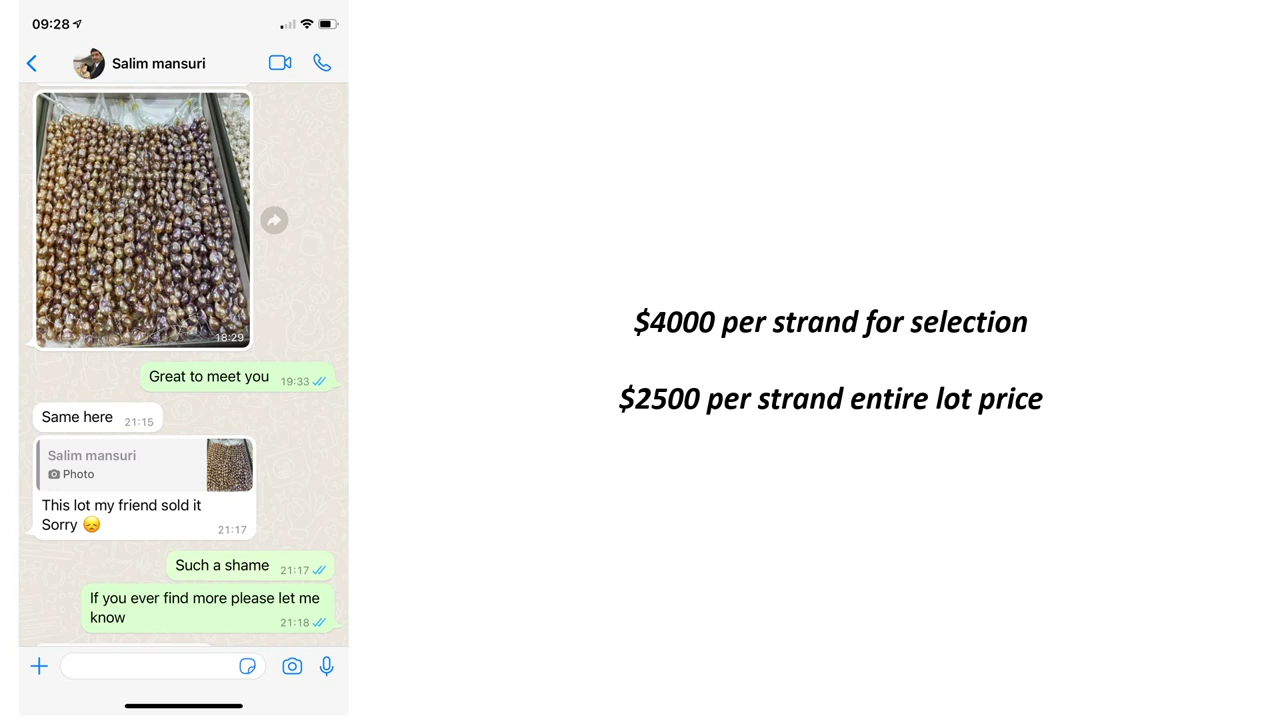 09:28
Salim mansuri
18:29
Great to meet you 19:33
Same here 21:15
Salim mansuri
Photo
This lot my friend sold it
Sorry 😞 21:17
Such a shame 21:17
If you ever find more please let me
know 21:18
$4000 per strand for selection
$2500 per strand entire lot price